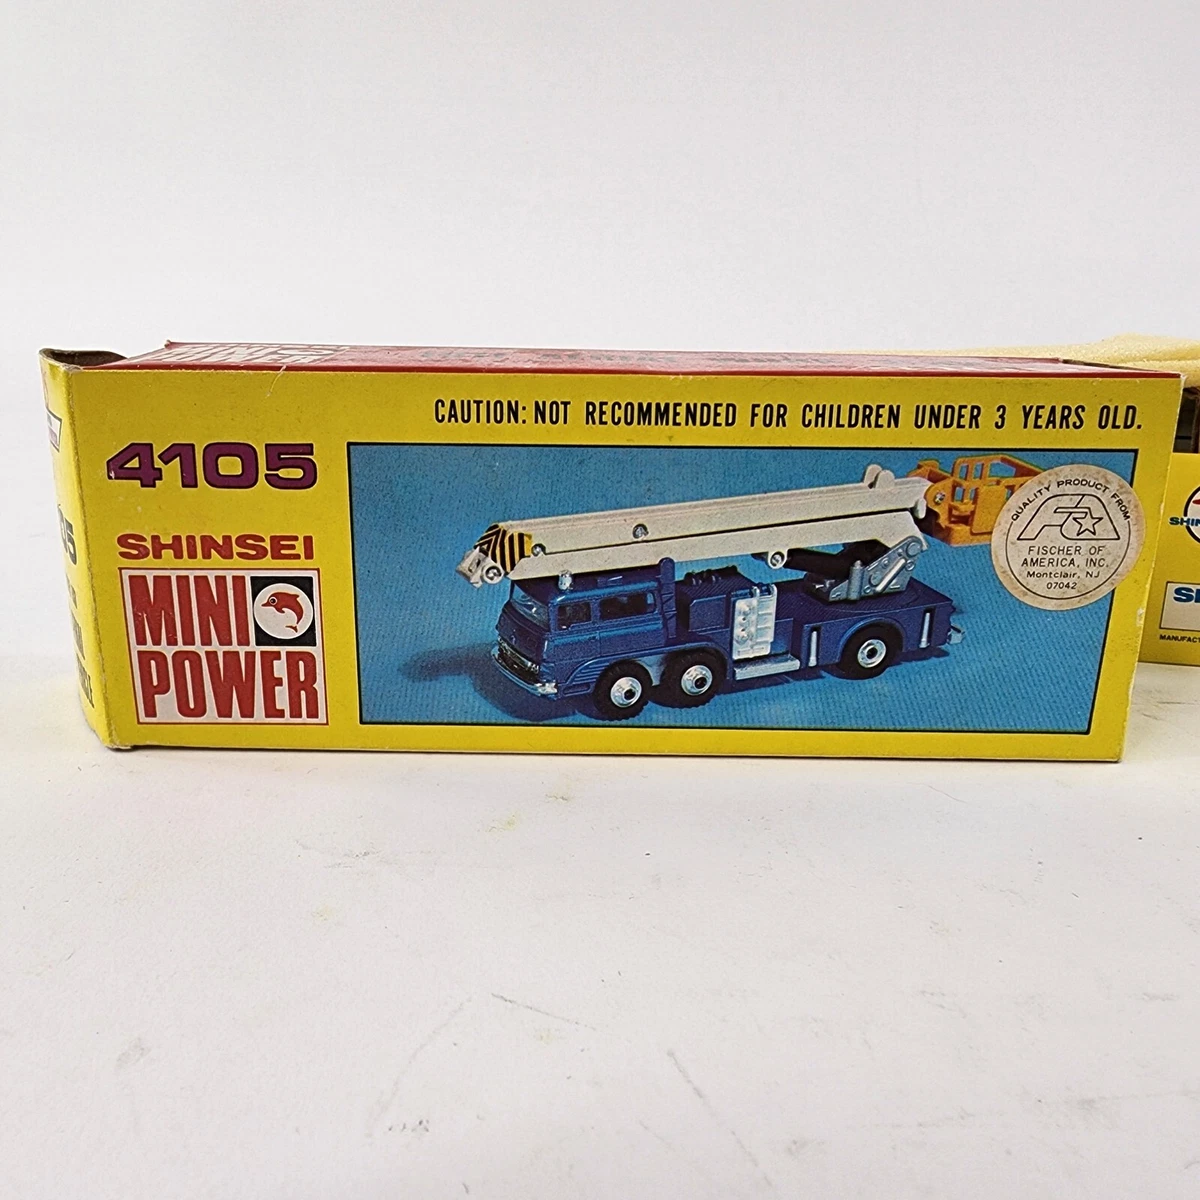 CAUTION: NOT RECOMMENDED FOR CHILDREN UNDER 3 YEARS OLD.
4105
SHINSEI
MINI
POWER
QUALITY PRODUCT FROM
FISCHER OF
AMERICA, INC.
Montclair, NJ
07042